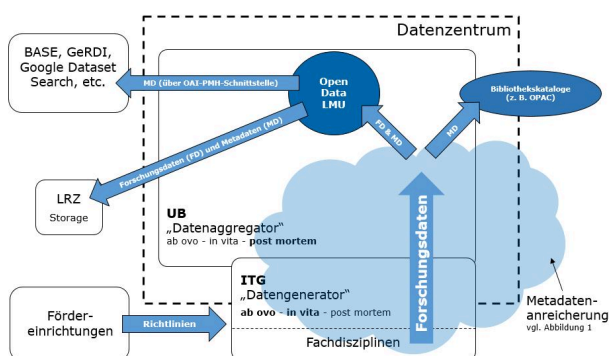 Datenzentrum
BASE, GeRDI,
Google Dataset
Search, etc.
MD (über OAI-PMH-Schnittstelle)
Open
Data
LMU
Bibliothekskataloge
(z. B. OPAC)
FD & MD
MD
Forschungsdaten (FD) und Metadaten (MD)
LRZ
Storage
UB
„Datenaggregator“
ab ovo - in vita - post mortem
Forschungsdaten
ITG
„Datengenerator“
ab ovo - in vita - post mortem
Fachdisziplinen
Förder-
einrichtungen
Richtlinien
Metadaten-
anreicherung
vgl. Abbildung 1